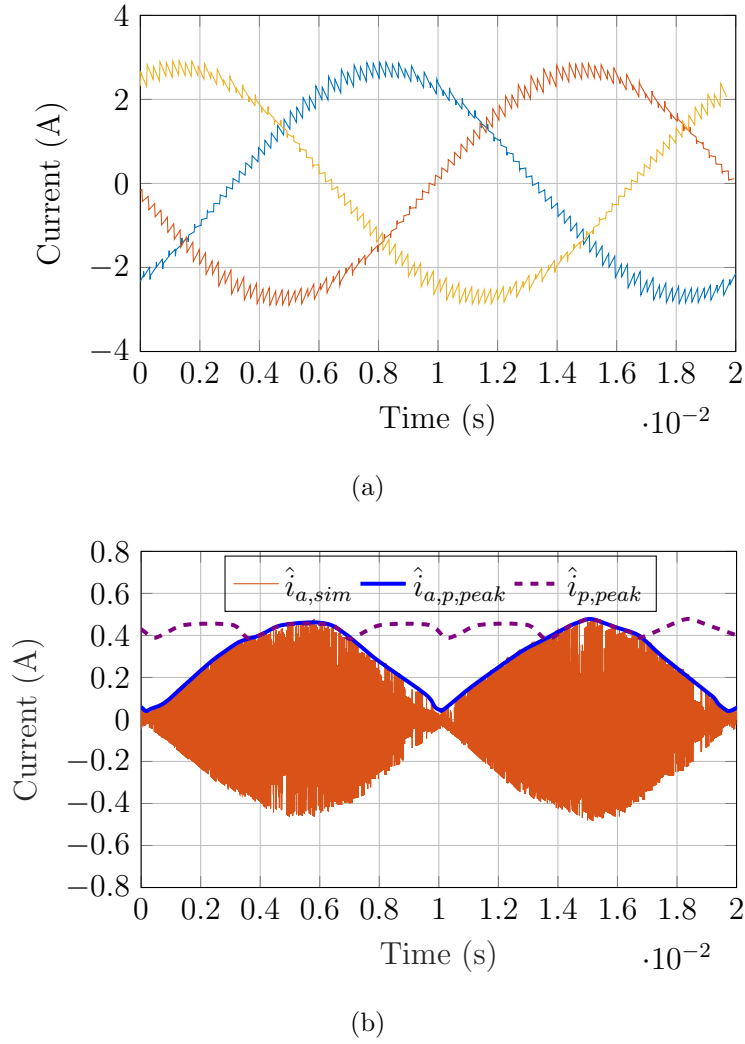 4
2
0
−2
−4
Current (A)
0 0.2 0.4 0.6 0.8 1 1.2 1.4 1.6 1.8 2
Time (s)
·10⁻²
(a)
0.8
0.6
0.4
0.2
0
−0.2
−0.4
−0.6
−0.8
Current (A)
î_{a,sim} î_{a,p,peak} î_{p,peak}
0 0.2 0.4 0.6 0.8 1 1.2 1.4 1.6 1.8 2
Time (s)
·10⁻²
(b)